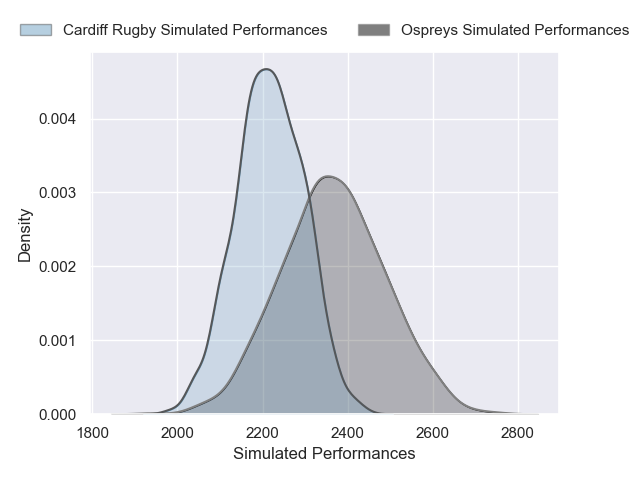 Cardiff Rugby Simulated Performances Ospreys Simulated Performances
0.004
0.003
0.002
0.001
0.000
Density
1800 2000 2200 2400 2600 2800
Simulated Performances